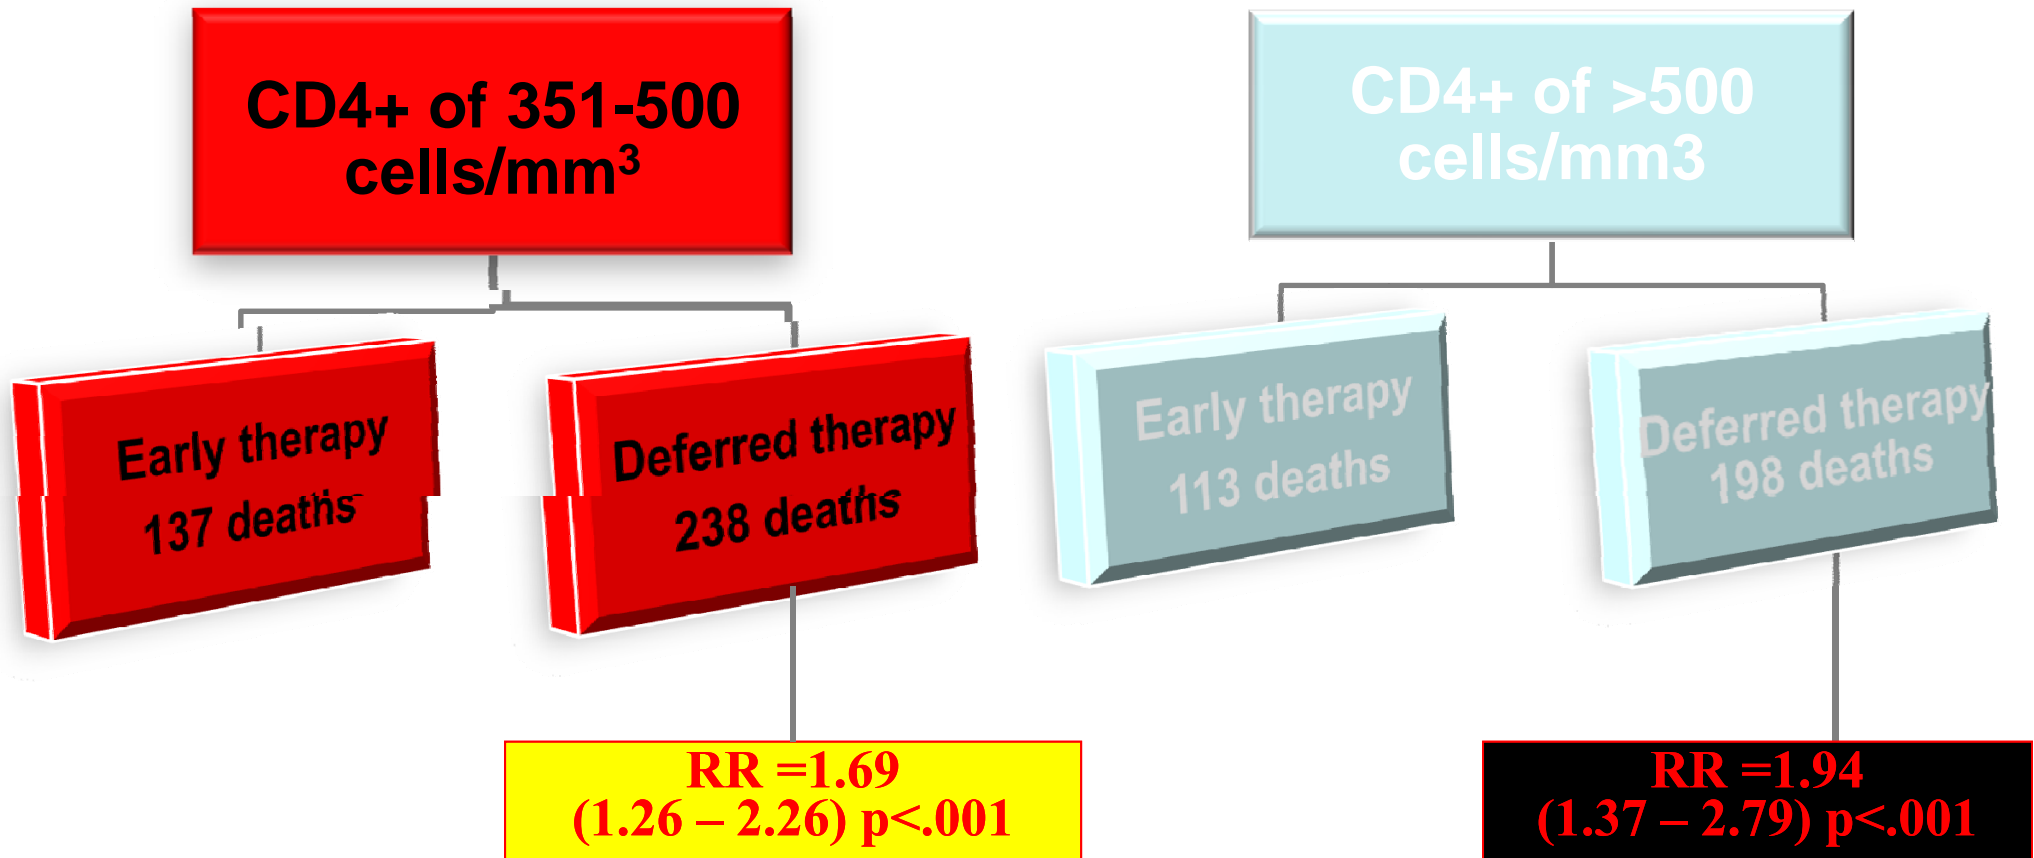 CD4+ of 351-500
cells/mm³
Early therapy
137 deaths
Deferred therapy
238 deaths
RR =1.69
(1.26 – 2.26) p<.001
CD4+ of >500
cells/mm3
Early therapy
113 deaths
Deferred therapy
198 deaths
RR =1.94
(1.37 – 2.79) p<.001